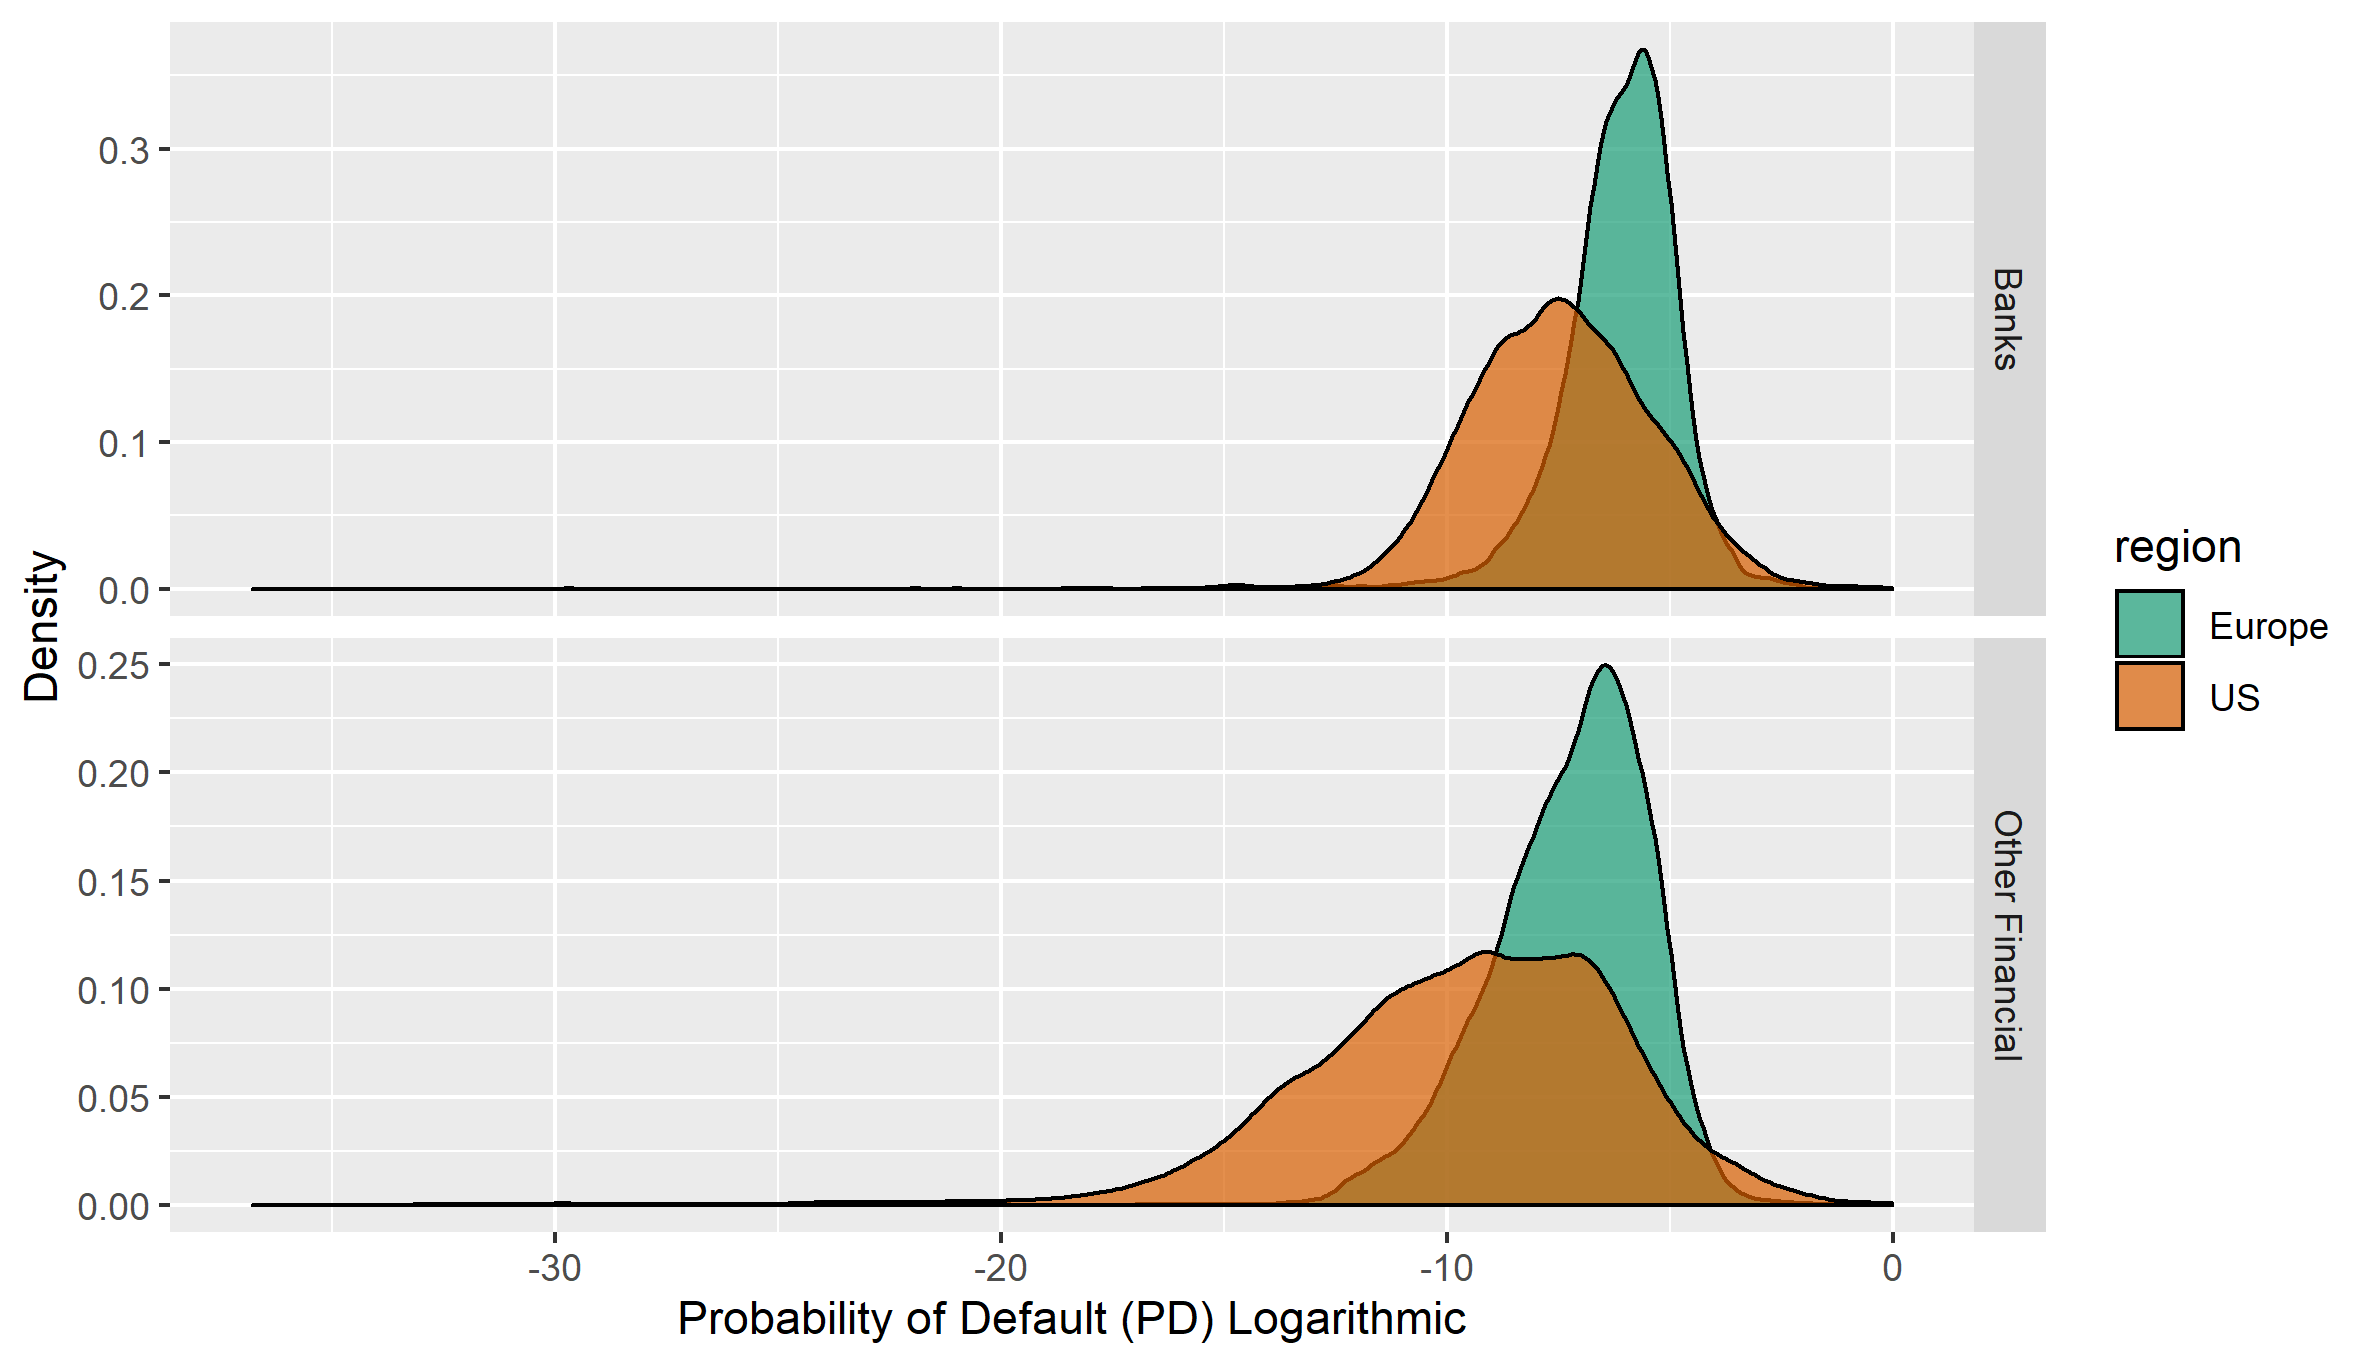 Density
0.3
0.2
0.1
0.0
Banks
0.25
0.20
0.15
0.10
0.05
0.00
Other Financial
-30 -20 -10 0
Probability of Default (PD) Logarithmic
region
Europe
US